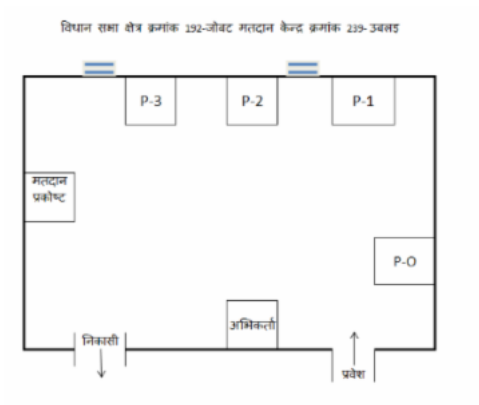 विधान सभा क्षेत्र क्रमांक 192-जोबट मतदान केन्द्र क्रमांक 239- उबलड
P-3 P-2 P-1
मतदान
प्रकोष्ट
P-O
अभिकर्ता
निकासी
प्रवेश